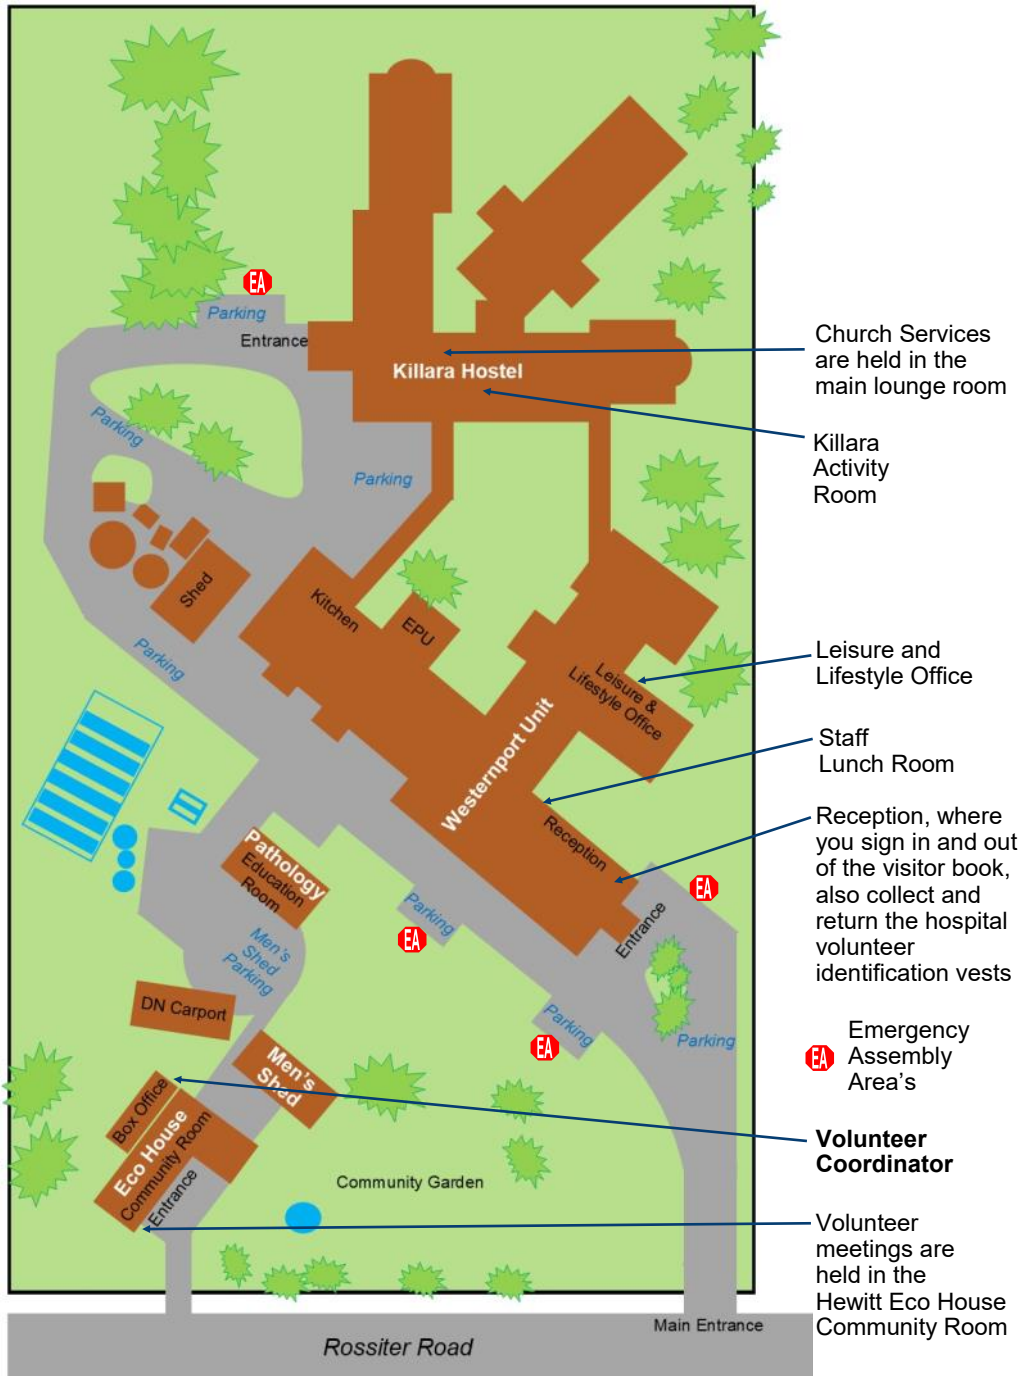 EA
Parking
Entrance
Killara Hostel
Church Services
are held in the
main lounge room
Parking
Killara
Activity
Room
Parking
Shed
Kitchen
EPU
Parking
Leisure &
Lifestyle Office
Leisure and
Lifestyle Office
Westernport Unit
Staff
Lunch Room
Reception
Reception, where
you sign in and out
of the visitor book,
also collect and
return the hospital
volunteer
identification vests
Pathology
Education
Room
EA
Parking
EA
Entrance
Men's
Shed
Parking
DN Carport
Parking
EA
Parking
EA
Emergency
Assembly
Area's
Men's
Shed
Box Office
Eco House
Community Room
Entrance
Volunteer
Coordinator
Community Garden
Volunteer
meetings are
held in the
Hewitt Eco House
Community Room
Main Entrance
Rossiter Road